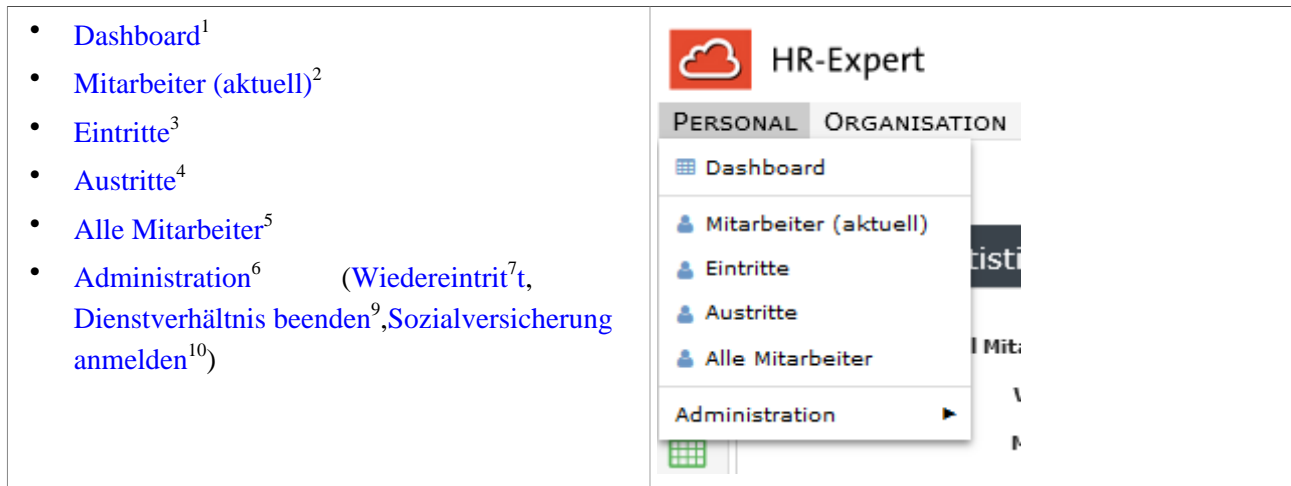 • Dashboard¹
• Mitarbeiter (aktuell)²
• Eintritte³
• Austritte⁴
• Alle Mitarbeiter⁵
• Administration⁶ (Wiedereintrit⁷t,
Dienstverhältnis beenden⁹,Sozialversicherung
anmelden¹⁰)
HR-Expert
PERSONAL ORGANISATION
Dashboard
Mitarbeiter (aktuell)
Eintritte
Austritte
Alle Mitarbeiter
Administration